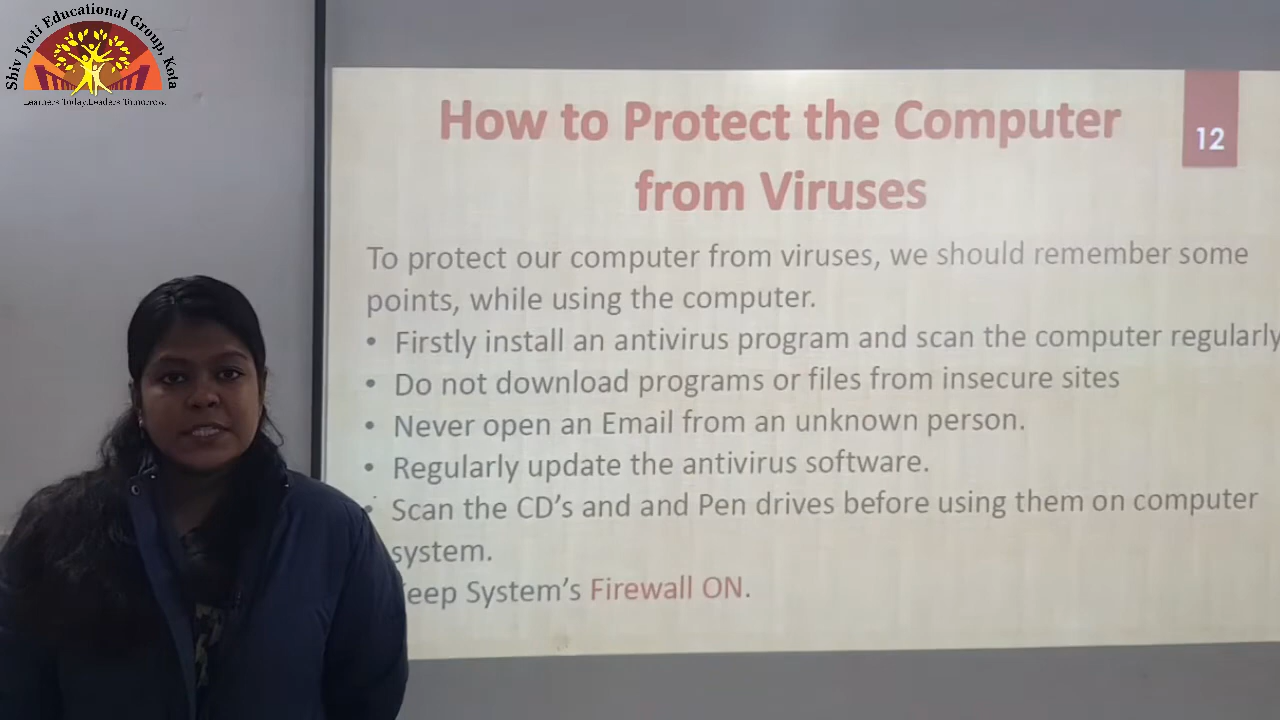 Shiv Jyoti Educational Group, Kota
Learners Today,Leaders Tomorrow
How to Protect the Computer
from Viruses
12
To protect our computer from viruses, we should remember some
points, while using the computer.
• Firstly install an antivirus program and scan the computer regularly
• Do not download programs or files from insecure sites
• Never open an Email from an unknown person.
• Regularly update the antivirus software.
• Scan the CD's and and Pen drives before using them on computer
system.
eep System's Firewall ON.